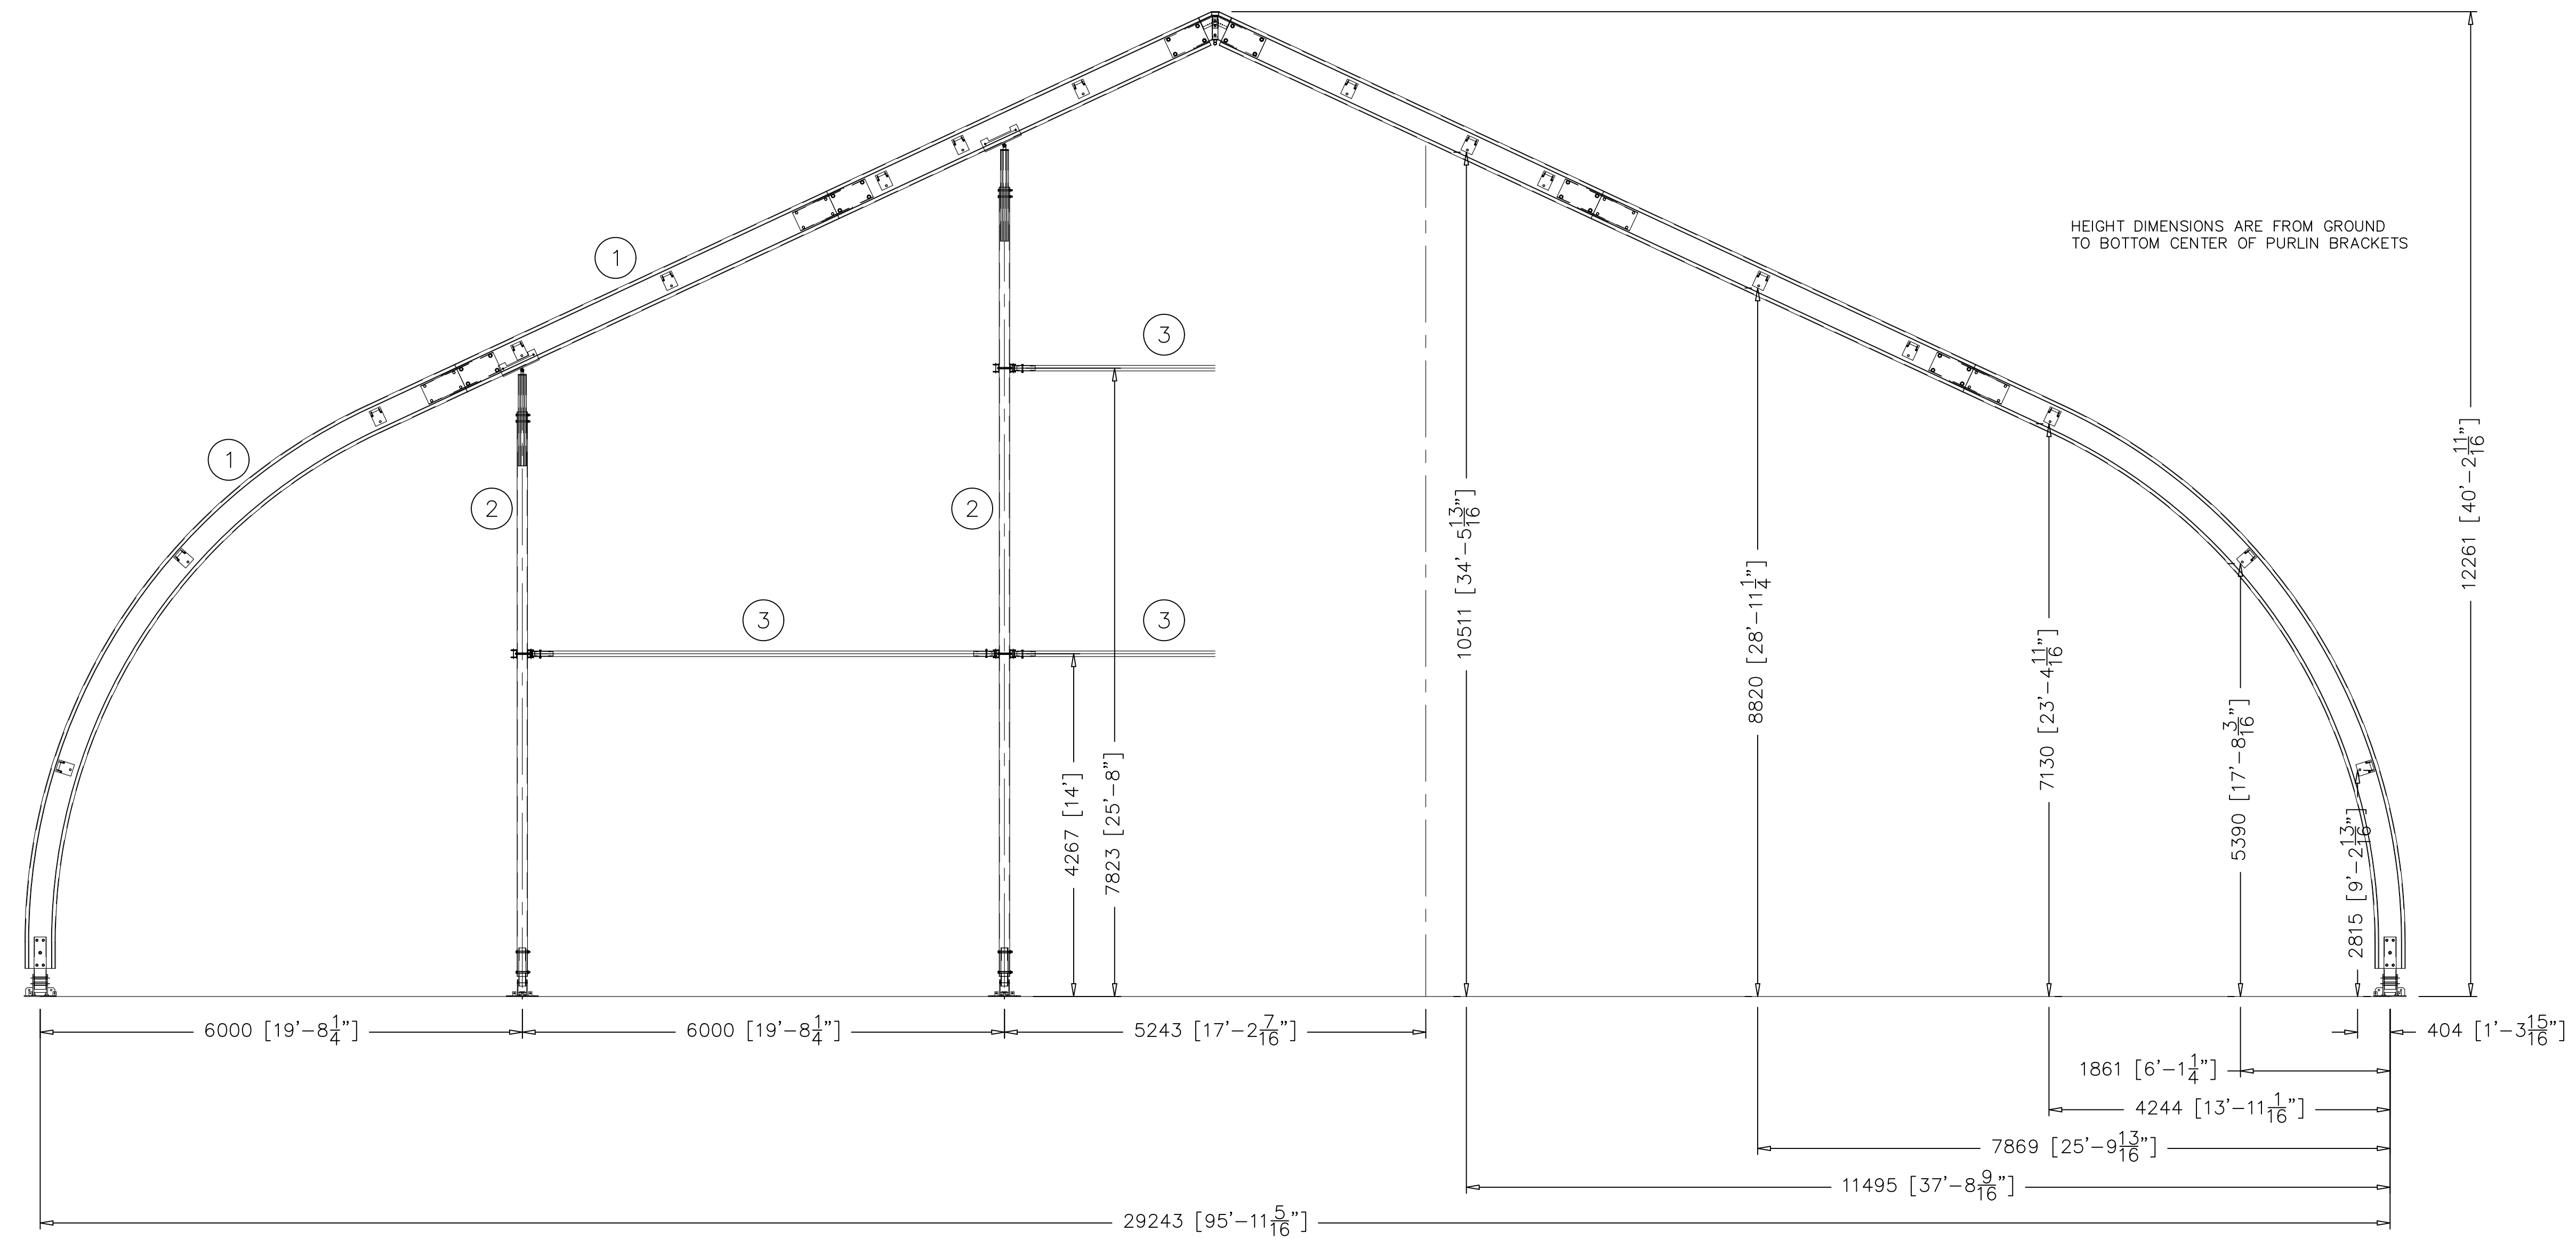 HEIGHT DIMENSIONS ARE FROM GROUND
TO BOTTOM CENTER OF PURLIN BRACKETS
1
3
1
2
2
3
3
12261 [40'-2 11/16"]
10511 [34'-5 13/16"]
8820 [28'-11 1/4"]
7130 [23'-4 11/16"]
5390 [17'-8 3/16"]
2815 [9'-2 13/16"]
4267 [14']
7823 [25'-8"]
6000 [19'-8 1/4"]
6000 [19'-8 1/4"]
5243 [17'-2 7/16"]
404 [1'-3 15/16"]
1861 [6'-1 1/4"]
4244 [13'-11 1/16"]
7869 [25'-9 13/16"]
11495 [37'-8 9/16"]
29243 [95'-11 5/16"]